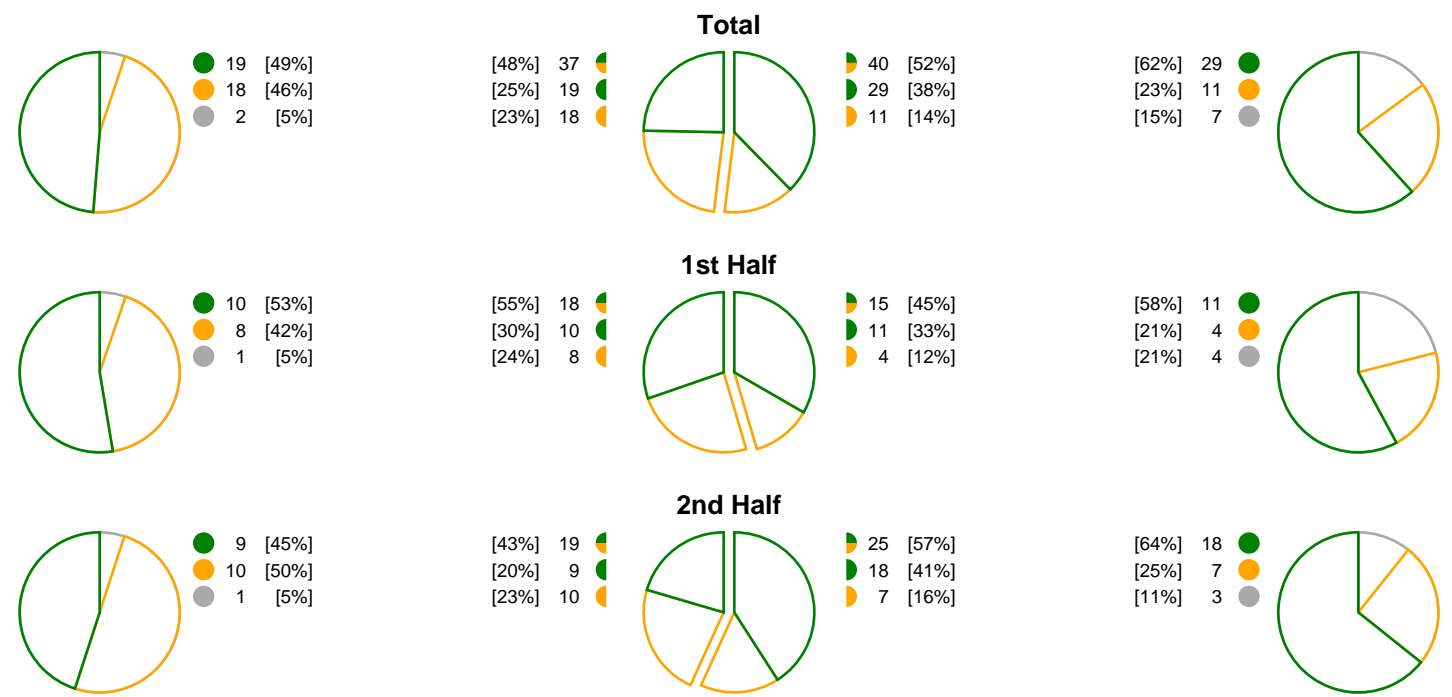 Total
19 [49%] [48%] 37 40 [52%] [62%] 29
18 [46%] [25%] 19 29 [38%] [23%] 11
2 [5%] [23%] 18 11 [14%] [15%] 7
1st Half
10 [53%] [55%] 18 15 [45%] [58%] 11
8 [42%] [30%] 10 11 [33%] [21%] 4
1 [5%] [24%] 8 4 [12%] [21%] 4
2nd Half
9 [45%] [43%] 19 25 [57%] [64%] 18
10 [50%] [20%] 9 18 [41%] [25%] 7
1 [5%] [23%] 10 7 [16%] [11%] 3